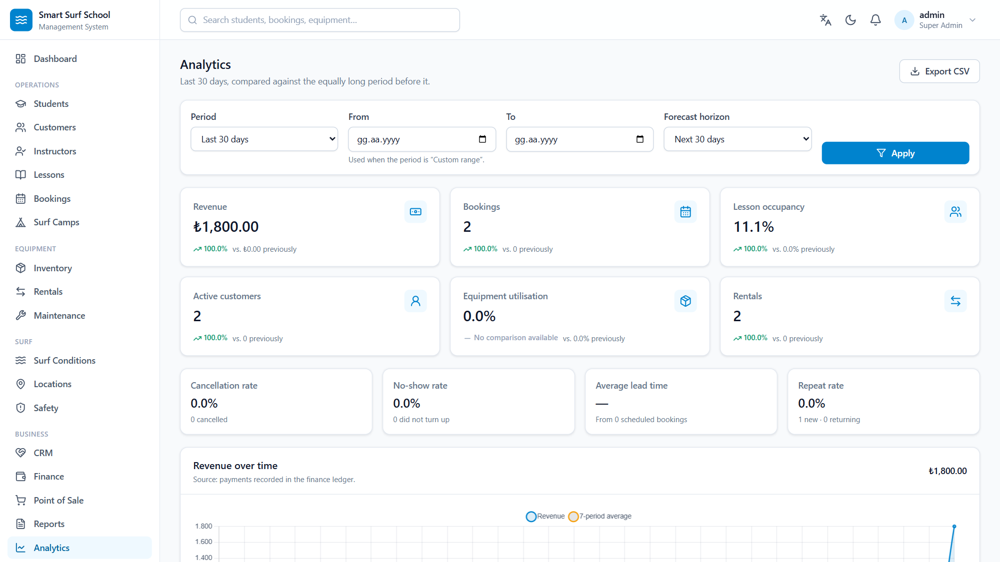 Smart Surf School
Management System
Search students, bookings, equipment...
A
admin
Super Admin
Dashboard
OPERATIONS
Students
Customers
Instructors
Lessons
Bookings
Surf Camps
EQUIPMENT
Inventory
Rentals
Maintenance
SURF
Surf Conditions
Locations
Safety
BUSINESS
CRM
Finance
Point of Sale
Reports
Analytics
Analytics
Last 30 days, compared against the equally long period before it.
Export CSV
Period
From
To
Forecast horizon
Last 30 days
gg.aa.yyyy
gg.aa.yyyy
Next 30 days
Used when the period is “Custom range”.
Apply
Revenue
₺1,800.00
100.0% vs. ₺0.00 previously
Bookings
2
100.0% vs. 0 previously
Lesson occupancy
11.1%
100.0% vs. 0.0% previously
Active customers
2
100.0% vs. 0 previously
Equipment utilisation
0.0%
— No comparison available vs. 0.0% previously
Rentals
2
100.0% vs. 0 previously
Cancellation rate
0.0%
0 cancelled
No-show rate
0.0%
0 did not turn up
Average lead time
—
From 0 scheduled bookings
Repeat rate
0.0%
1 new · 0 returning
Revenue over time
Source: payments recorded in the finance ledger.
₺1,800.00
Revenue
7-period average
1.800
1.600
1.400